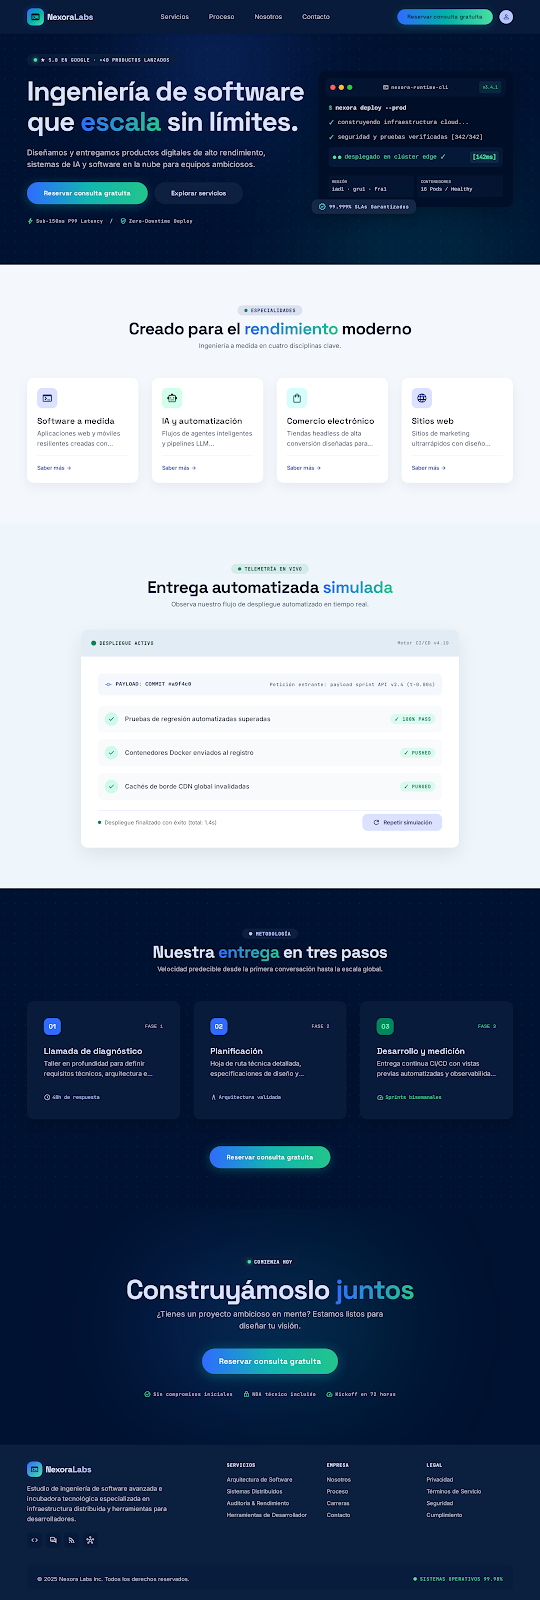 NexoraLabs
Servicios
Proceso
Nosotros
Contacto
Reservar consulta gratuita
★ 5.0 EN GOOGLE · +40 PRODUCTOS LANZADOS
Ingeniería de software
que escala sin límites.
Diseñamos y entregamos productos digitales de alto rendimiento,
sistemas de IA y software en la nube para equipos ambiciosos.
Reservar consulta gratuita
Explorar servicios
Sub-150ms P99 Latency / Zero-Downtime Deploy
nexora-runtime-cli
v3.4.1
$ nexora deploy --prod
✓ construyendo infraestructura cloud...
✓ seguridad y pruebas verificadas [342/342]
desplegado en clúster edge ✓
[142ms]
REGIÓN
iad1 · gru1 · fra1
CONTENEDORES
16 Pods / Healthy
99.999% SLAs Garantizados
ESPECIALIDADES
Creado para el rendimiento moderno
Ingeniería a medida en cuatro disciplinas clave.
Software a medida
Aplicaciones web y móviles
resilientes creadas con...
Saber más →
IA y automatización
Flujos de agentes inteligentes
y pipelines LLM...
Saber más →
Comercio electrónico
Tiendas headless de alta
conversión diseñadas para...
Saber más →
Sitios web
Sitios de marketing
ultrarrápidos con diseño...
Saber más →
TELEMETRÍA EN VIVO
Entrega automatizada simulada
Observa nuestro flujo de despliegue automatizado en tiempo real.
DESPLIEGUE ACTIVO
Motor CI/CD v4.19
PAYLOAD: COMMIT #a9f4c0
Petición entrante: payload sprint API v2.4 (t-0.00s)
Pruebas de regresión automatizadas superadas
✓ 100% PASS
Contenedores Docker enviados al registro
✓ PUSHED
Cachés de borde CDN global invalidadas
✓ PURGED
Despliegue finalizado con éxito (total: 1.4s)
Repetir simulación
METODOLOGÍA
Nuestra entrega en tres pasos
Velocidad predecible desde la primera conversación hasta la escala global.
01
FASE 1
Llamada de diagnóstico
Taller en profundidad para definir
requisitos técnicos, arquitectura e...
48h de respuesta
02
FASE 2
Planificación
Hoja de ruta técnica detallada,
especificaciones de diseño y...
Arquitectura validada
03
FASE 3
Desarrollo y medición
Entrega continua CI/CD con vistas
previas automatizadas y observabilida...
Sprints bisemanales
Reservar consulta gratuita
COMIENZA HOY
Construyámoslo juntos
¿Tienes un proyecto ambicioso en mente? Estamos listos para
diseñar tu visión.
Reservar consulta gratuita
Sin compromisos iniciales
NDA técnico incluido
Kickoff en 72 horas
NexoraLabs
Estudio de ingeniería de software avanzada e
incubadora tecnológica especializada en
infraestructura distribuida y herramientas para
desarrolladores.
SERVICIOS
Arquitectura de Software
Sistemas Distribuidos
Auditoría & Rendimiento
Herramientas de Desarrollador
EMPRESA
Nosotros
Proceso
Carreras
Contacto
LEGAL
Privacidad
Términos de Servicio
Seguridad
Cumplimiento
© 2025 Nexora Labs Inc. Todos los derechos reservados.
SISTEMAS OPERATIVOS 99.98%